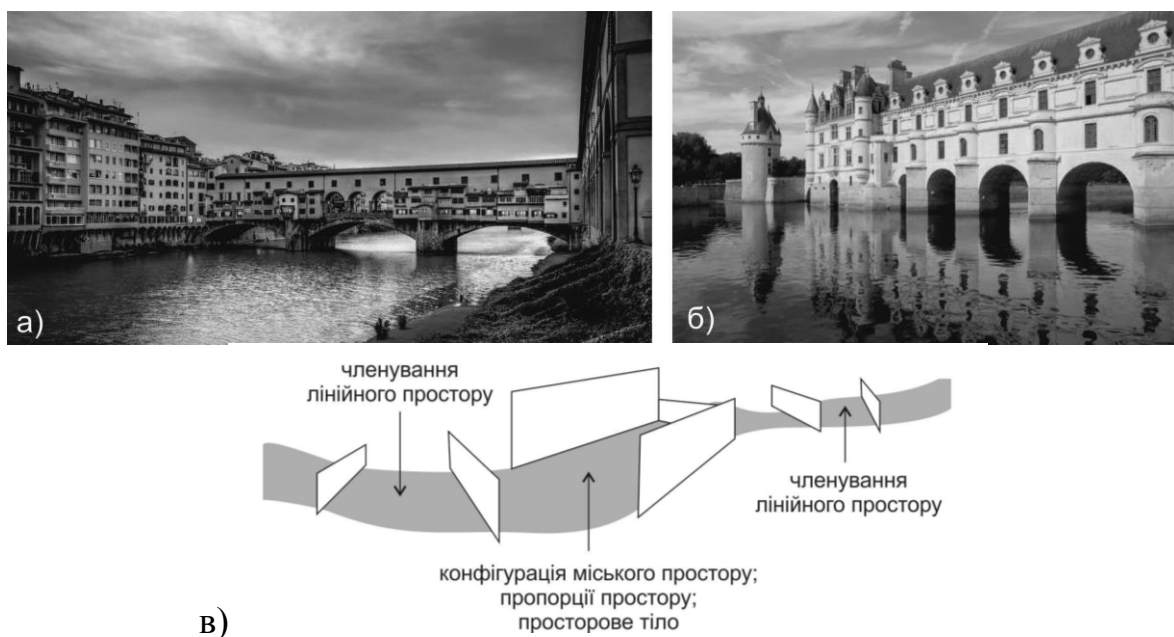 а)
б)
членування
лінійного простору
членування
лінійного простору
конфігурація міського простору;
пропорції простору;
просторове тіло
в)